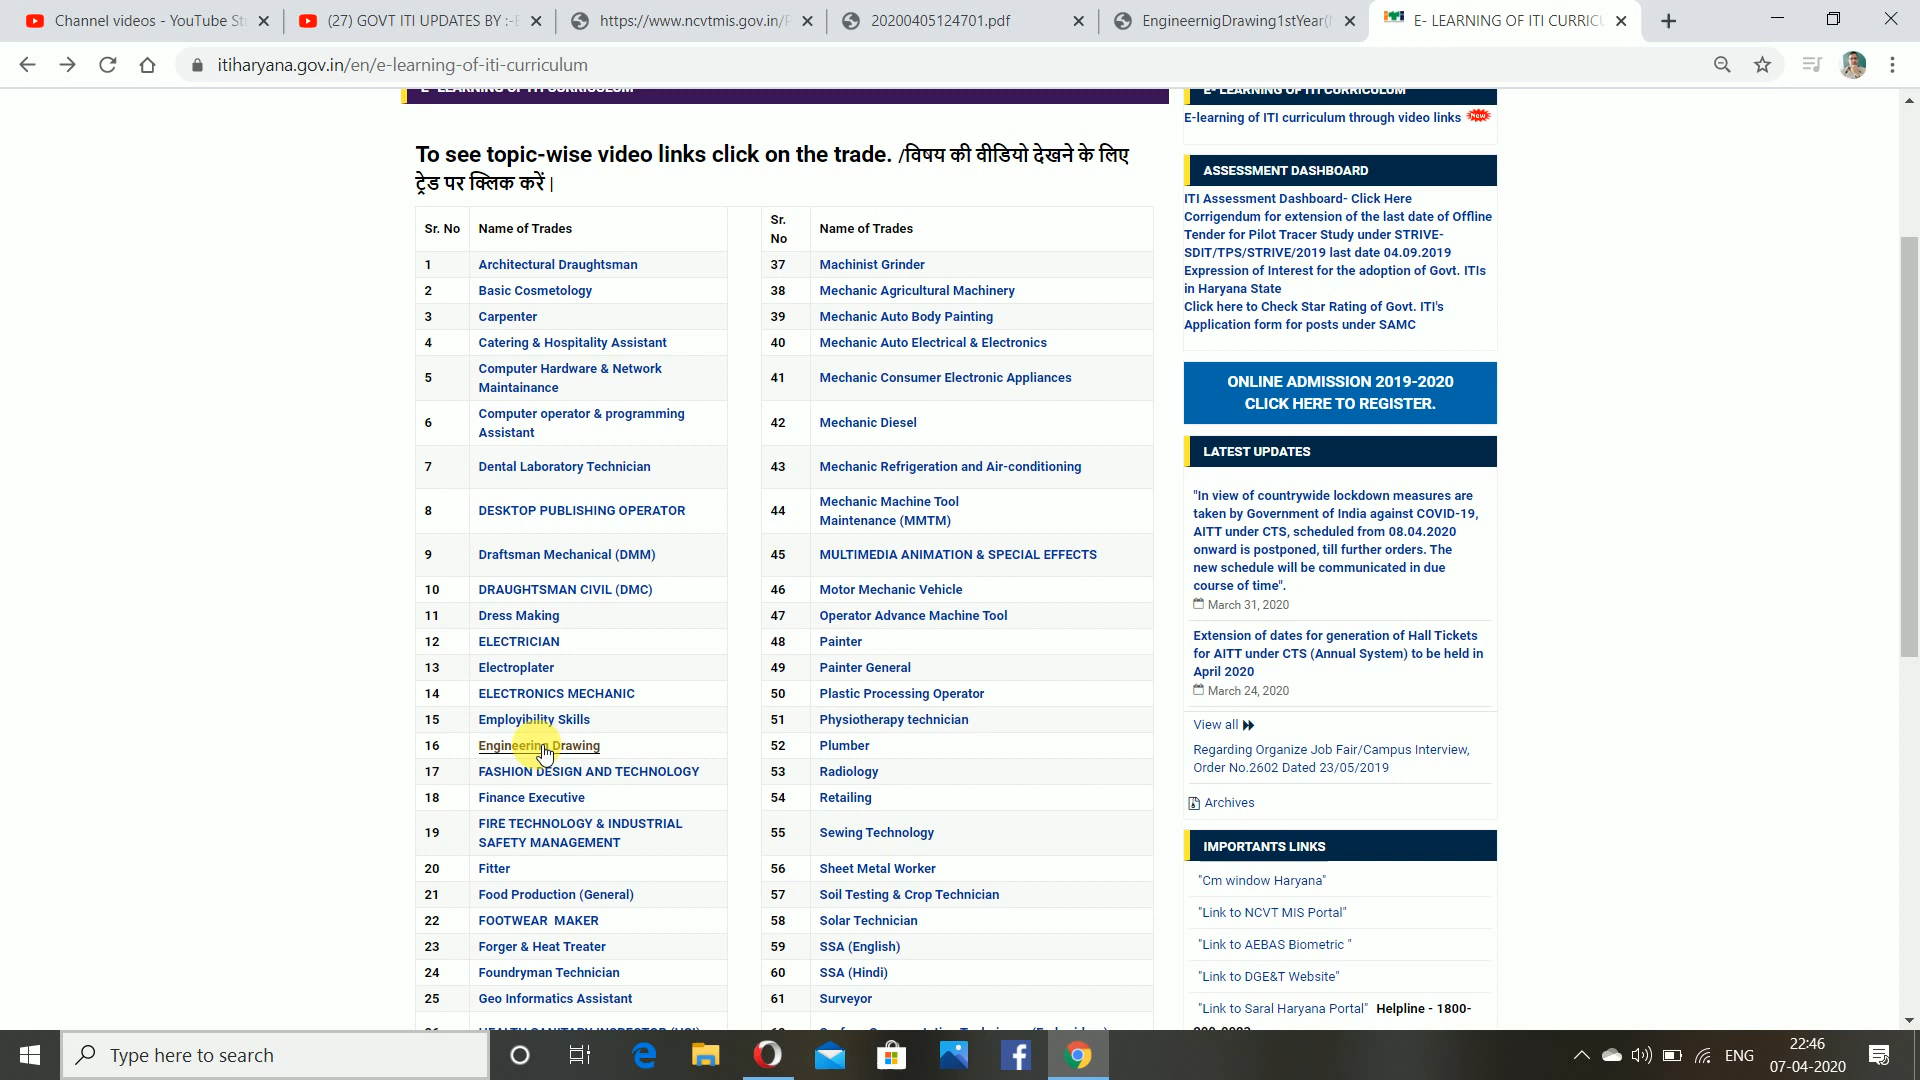 Channel videos - YouTube St
(27) GOVT ITI UPDATES BY :-
https://www.ncvtmis.gov.in/
20200405124701.pdf
EngineernigDrawing1stYear(
E- LEARNING OF ITI CURRIC
itiharyana.gov.in/en/e-learning-of-iti-curriculum
E- LEARNING OF ITI CURRICULUM
To see topic-wise video links click on the trade. /विषय की वीडियो देखने के लिए
ट्रेड पर क्लिक करें |
Sr. No Name of Trades Sr. No Name of Trades
1 Architectural Draughtsman 37 Machinist Grinder
2 Basic Cosmetology 38 Mechanic Agricultural Machinery
3 Carpenter 39 Mechanic Auto Body Painting
4 Catering & Hospitality Assistant 40 Mechanic Auto Electrical & Electronics
5 Computer Hardware & Network
Maintainance
41 Mechanic Consumer Electronic Appliances
6 Computer operator & programming
Assistant
42 Mechanic Diesel
7 Dental Laboratory Technician 43 Mechanic Refrigeration and Air-conditioning
8 DESKTOP PUBLISHING OPERATOR 44 Mechanic Machine Tool
Maintenance (MMTM)
9 Draftsman Mechanical (DMM) 45 MULTIMEDIA ANIMATION & SPECIAL EFFECTS
10 DRAUGHTSMAN CIVIL (DMC) 46 Motor Mechanic Vehicle
11 Dress Making 47 Operator Advance Machine Tool
12 ELECTRICIAN 48 Painter
13 Electroplater 49 Painter General
14 ELECTRONICS MECHANIC 50 Plastic Processing Operator
15 Employibility Skills 51 Physiotherapy technician
16 Engineering Drawing 52 Plumber
17 FASHION DESIGN AND TECHNOLOGY 53 Radiology
18 Finance Executive 54 Retailing
19 FIRE TECHNOLOGY & INDUSTRIAL
SAFETY MANAGEMENT
55 Sewing Technology
20 Fitter 56 Sheet Metal Worker
21 Food Production (General) 57 Soil Testing & Crop Technician
22 FOOTWEAR MAKER 58 Solar Technician
23 Forger & Heat Treater 59 SSA (English)
24 Foundryman Technician 60 SSA (Hindi)
25 Geo Informatics Assistant 61 Surveyor
E- LEARNING OF ITI CURRICULUM
E-learning of ITI curriculum through video links New
ASSESSMENT DASHBOARD
ITI Assessment Dashboard- Click Here
Corrigendum for extension of the last date of Offline
Tender for Pilot Tracer Study under STRIVE-
SDIT/TPS/STRIVE/2019 last date 04.09.2019
Expression of Interest for the adoption of Govt. ITIs
in Haryana State
Click here to Check Star Rating of Govt. ITI's
Application form for posts under SAMC
ONLINE ADMISSION 2019-2020
CLICK HERE TO REGISTER.
LATEST UPDATES
"In view of countrywide lockdown measures are
taken by Government of India against COVID-19,
AITT under CTS, scheduled from 08.04.2020
onward is postponed, till further orders. The
new schedule will be communicated in due
course of time".
March 31, 2020
Extension of dates for generation of Hall Tickets
for AITT under CTS (Annual System) to be held in
April 2020
March 24, 2020
View all
Regarding Organize Job Fair/Campus Interview,
Order No.2602 Dated 23/05/2019
Archives
IMPORTANTS LINKS
"Cm window Haryana"
"Link to NCVT MIS Portal"
"Link to AEBAS Biometric "
"Link to DGE&T Website"
"Link to Saral Haryana Portal" Helpline - 1800-
Type here to search
ENG
22:46
07-04-2020